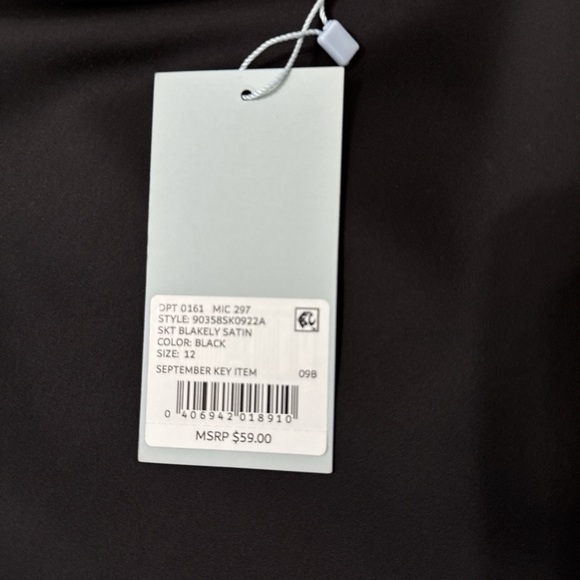 DPT 0161 MIC 297
STYLE: 90358SK0922A
SKT BLAKELY SATIN
COLOR: BLACK
SIZE: 12
SEPTEMBER KEY ITEM 09B
0 406942 018910
MSRP $59.00